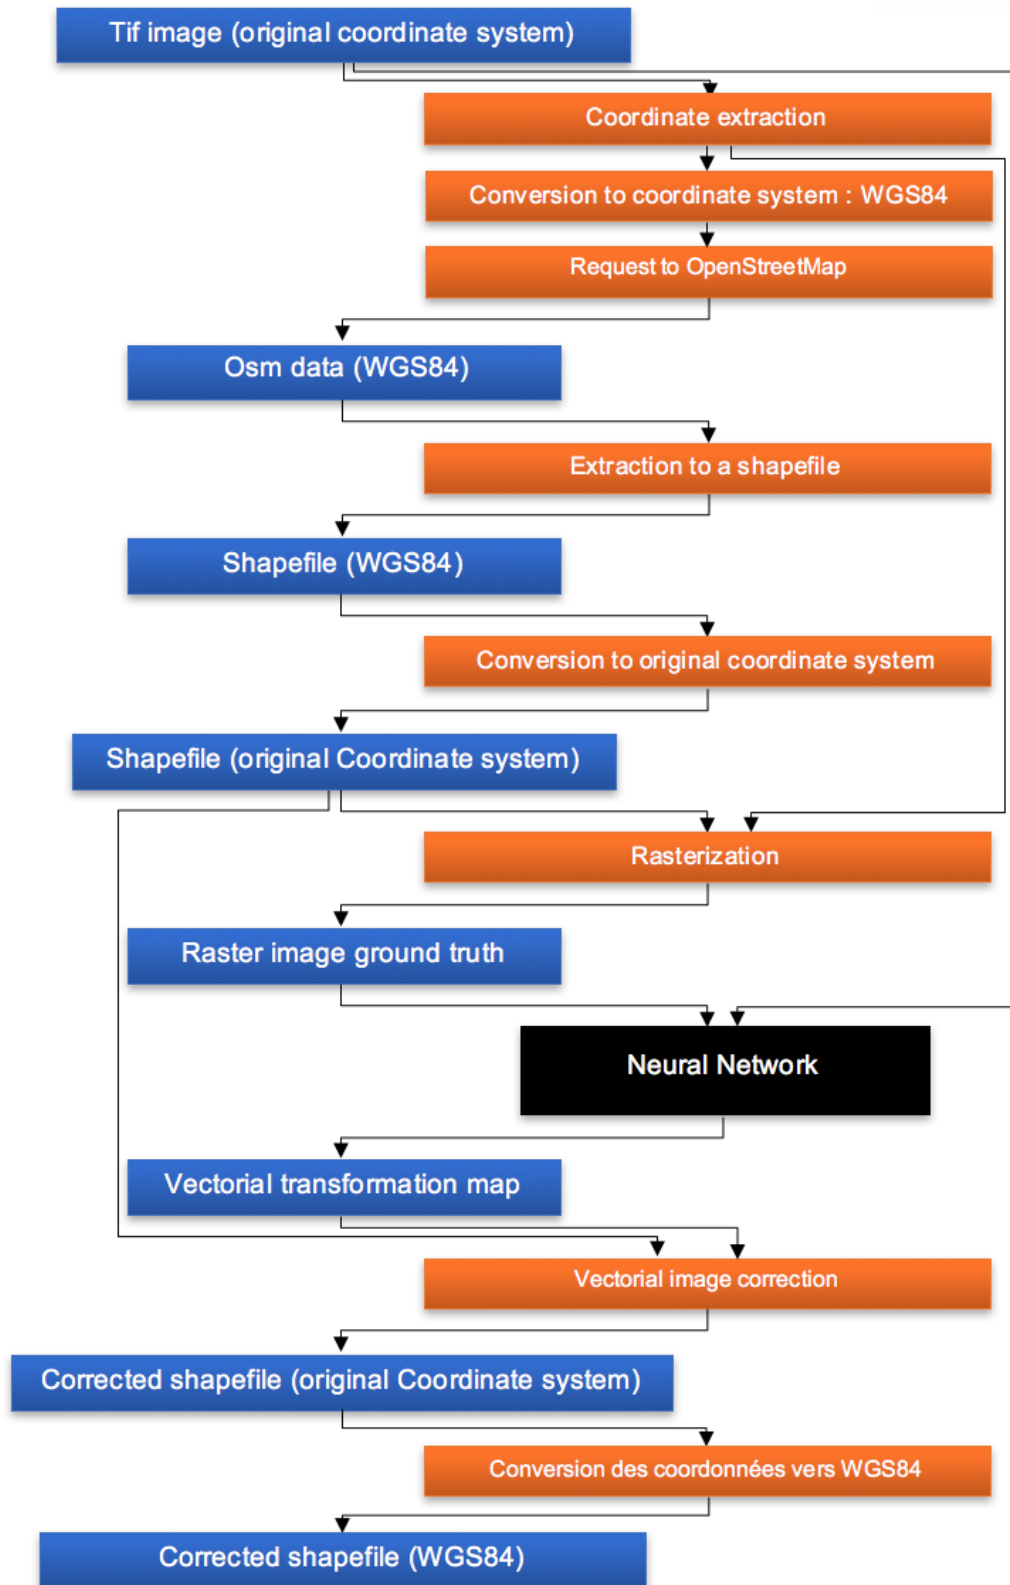 Tif image (original coordinate system)
Coordinate extraction
Conversion to coordinate system : WGS84
Request to OpenStreetMap
Osm data (WGS84)
Extraction to a shapefile
Shapefile (WGS84)
Conversion to original coordinate system
Shapefile (original Coordinate system)
Rasterization
Raster image ground truth
Neural Network
Vectorial transformation map
Vectorial image correction
Corrected shapefile (original Coordinate system)
Conversion des coordonnées vers WGS84
Corrected shapefile (WGS84)